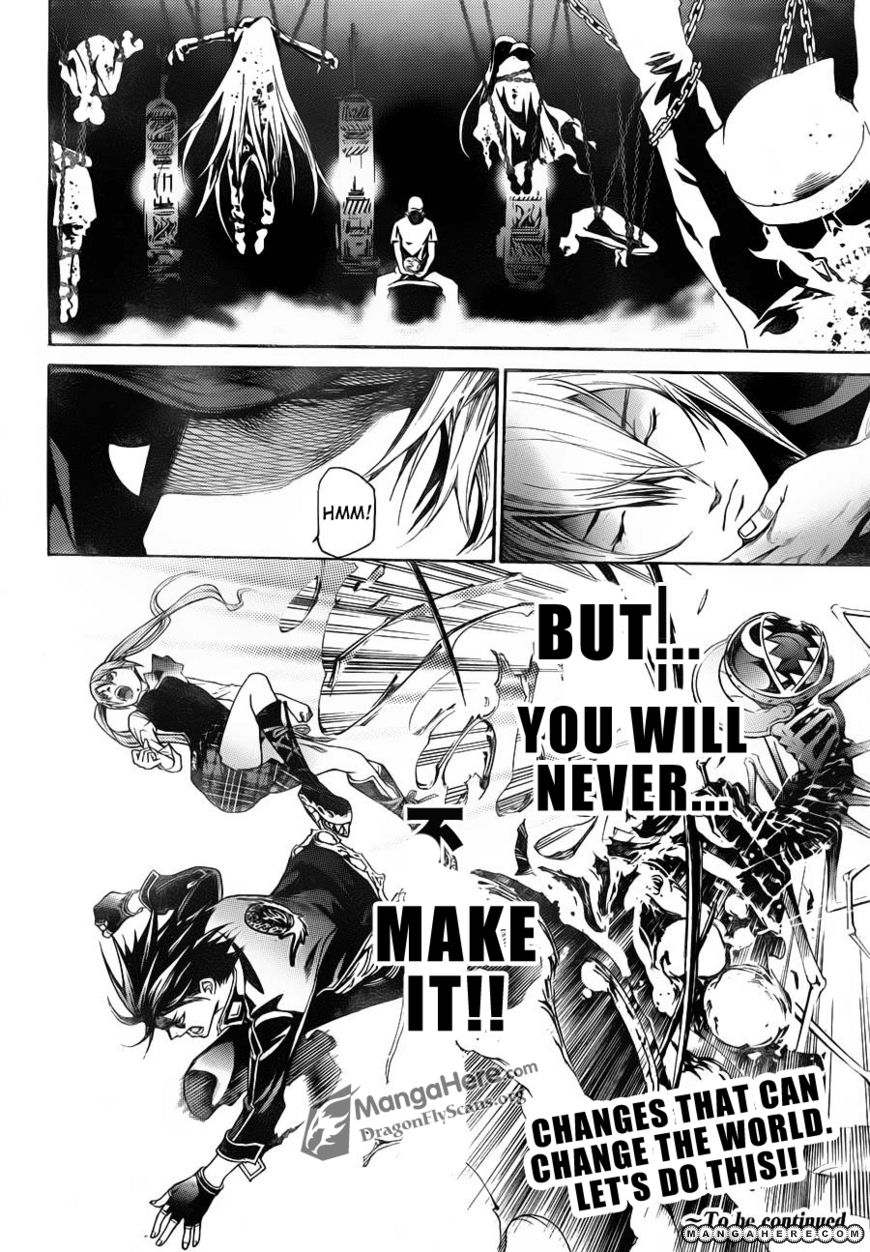 HMM!
BUT...
YOU WILL
NEVER...
MAKE
IT!!
MangaHere.com
DragonFlyScans.org
CHANGES THAT CAN
CHANGE THE WORLD.
LET'S DO THIS!!
~To be continued
MANGAHERE.COM